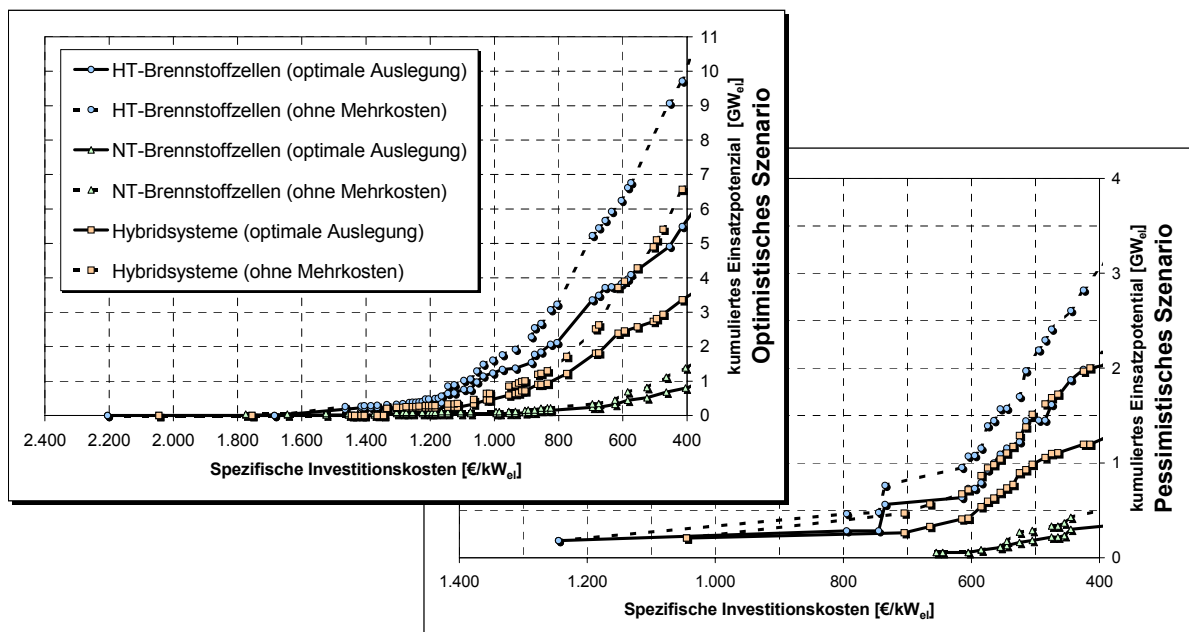 11
10
9
8
7
6
5
4
3
2
1
0
HT-Brennstoffzellen (optimale Auslegung)
HT-Brennstoffzellen (ohne Mehrkosten)
NT-Brennstoffzellen (optimale Auslegung)
NT-Brennstoffzellen (ohne Mehrkosten)
Hybridsysteme (optimale Auslegung)
Hybridsysteme (ohne Mehrkosten)
kumuliertes Einsatzpotenzial [GWel]
Optimistisches Szenario
2.400 2.200 2.000 1.800 1.600 1.400 1.200 1.000 800 600 400
Spezifische Investitionskosten [€/kWel]
4
3
2
1
0
kumuliertes Einsatzpotential [GWel]
Pessimistisches Szenario
1.400 1.200 1.000 800 600 400
Spezifische Investitionskosten [€/kWel]